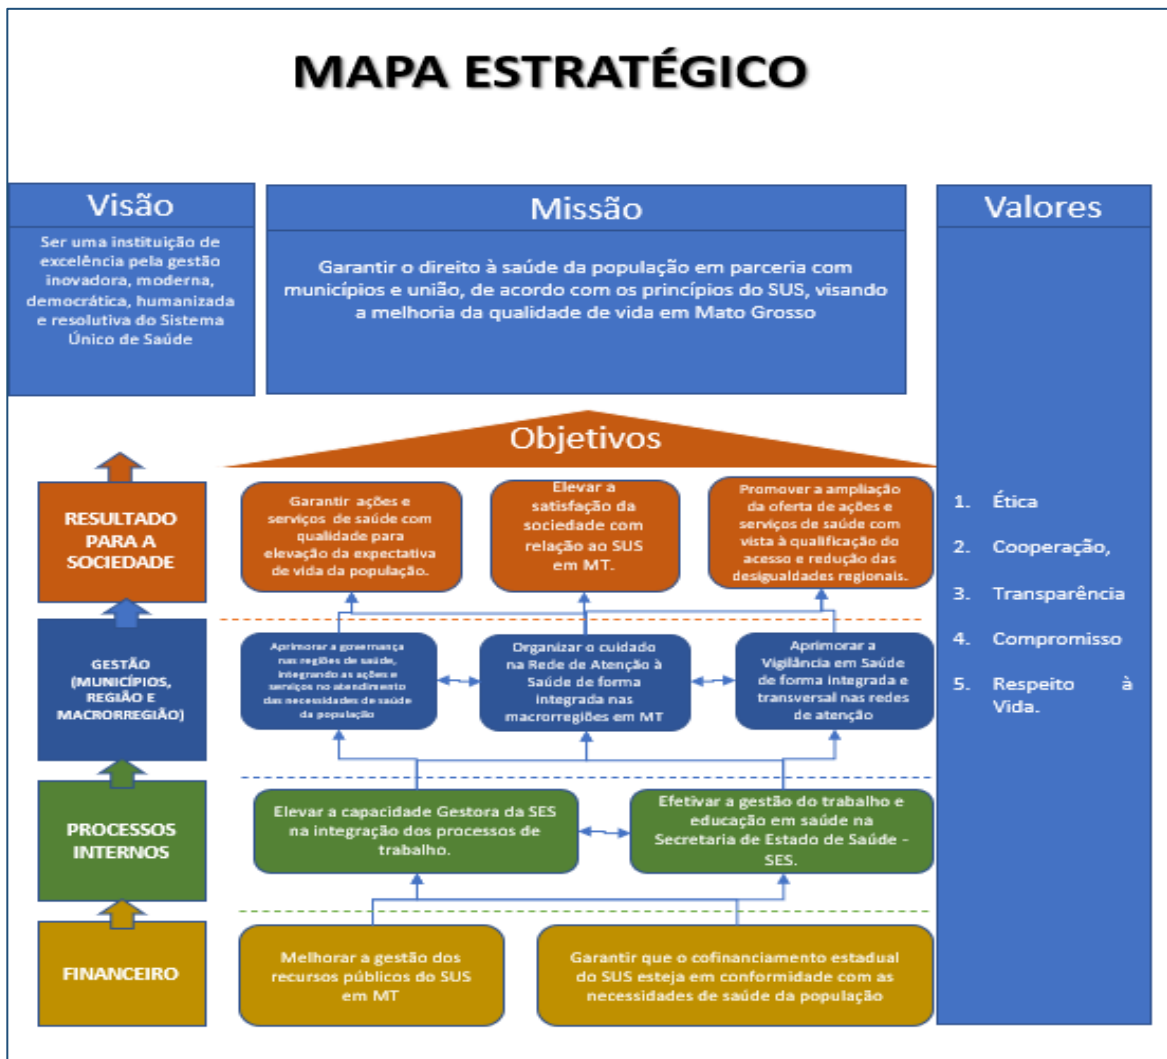 MAPA ESTRATÉGICO
Visão
Ser uma instituição de
excelência pela gestão
inovadora, moderna,
democrática, humanizada
e resolutiva do Sistema
Único de Saúde
Missão
Garantir o direito à saúde da população em parceria com
municípios e união, de acordo com os princípios do SUS, visando
a melhoria da qualidade de vida em Mato Grosso
Valores
1. Ética
2. Cooperação,
3. Transparência
4. Compromisso
5. Respeito à
Vida.
Objetivos
RESULTADO
PARA A
SOCIEDADE
Garantir ações e
serviços de saúde com
qualidade para
elevação da expectativa
de vida da população.
Elevar a
satisfação da
sociedade com
relação ao SUS
em MT.
Promover a ampliação
da oferta de ações e
serviços de saúde com
vista à qualificação do
acesso e redução das
desigualdades regionais.
GESTÃO
(MUNICÍPIOS,
REGIÃO E
MACRORREGIÃO)
Aprimorar a governança
nas regiões de saúde,
integrando as ações e
serviços no atendimento
das necessidades de saúde
da população
Organizar o cuidado
na Rede de Atenção à
Saúde de forma
integrada nas
macrorregiões em MT
Aprimorar a
Vigilância em Saúde
de forma integrada e
transversal nas redes
de atenção
PROCESSOS
INTERNOS
Elevar a capacidade Gestora da SES
na integração dos processos de
trabalho.
Efetivar a gestão do trabalho e
educação em saúde na
Secretaria de Estado de Saúde -
SES.
FINANCEIRO
Melhorar a gestão dos
recursos públicos do SUS
em MT
Garantir que o cofinanciamento estadual
do SUS esteja em conformidade com as
necessidades de saúde da população